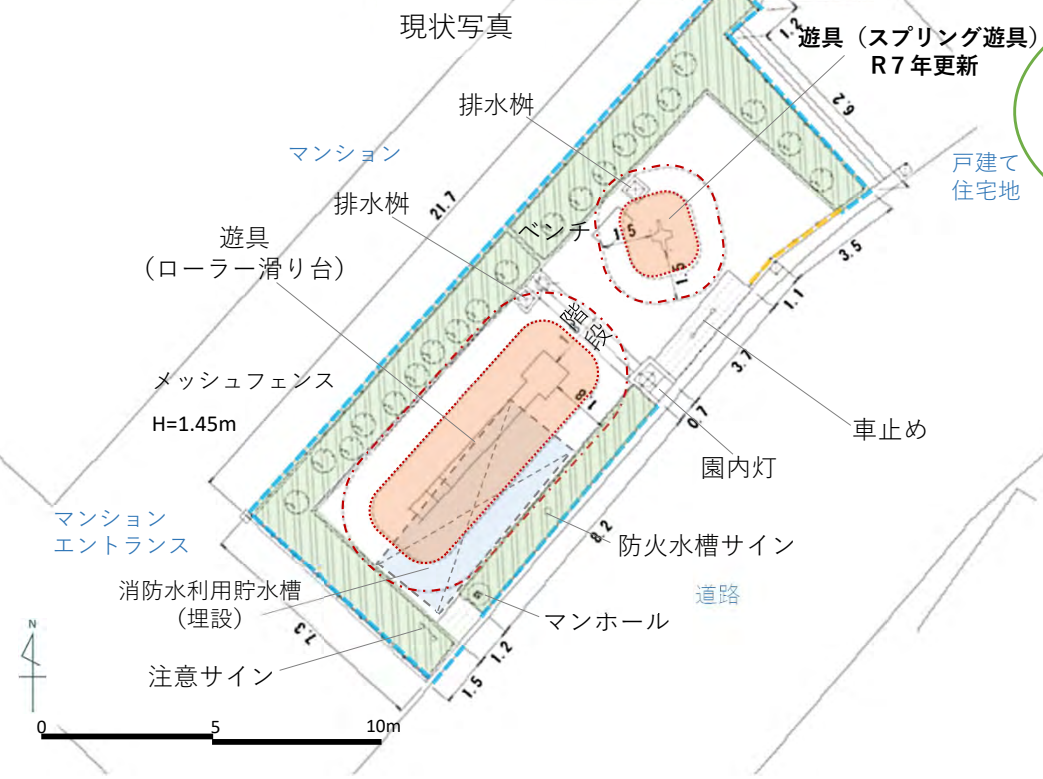 現状写真
1.2
遊具（スプリング遊具）
R７年更新
排水桝
6.2
マンション
戸建て
住宅地
排水桝
21.7
ベンチ
1.5
遊具
（ローラー滑り台）
3.5
1.5
1.1
階段
メッシュフェンス
3.7
H=1.45m
1.8
0.7
車止め
園内灯
マンション
エントランス
8.2
防火水槽サイン
消防水利用貯水槽
（埋設）
道路
マンホール
7.3
N
1.2
注意サイン
1.5
0
5
10m